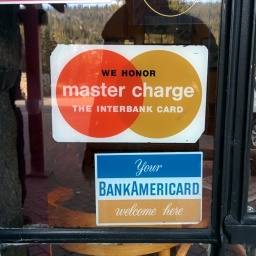 WE HONOR
master charge
THE INTERBANK CARD
Your
BANKAMERICARD
welcome here